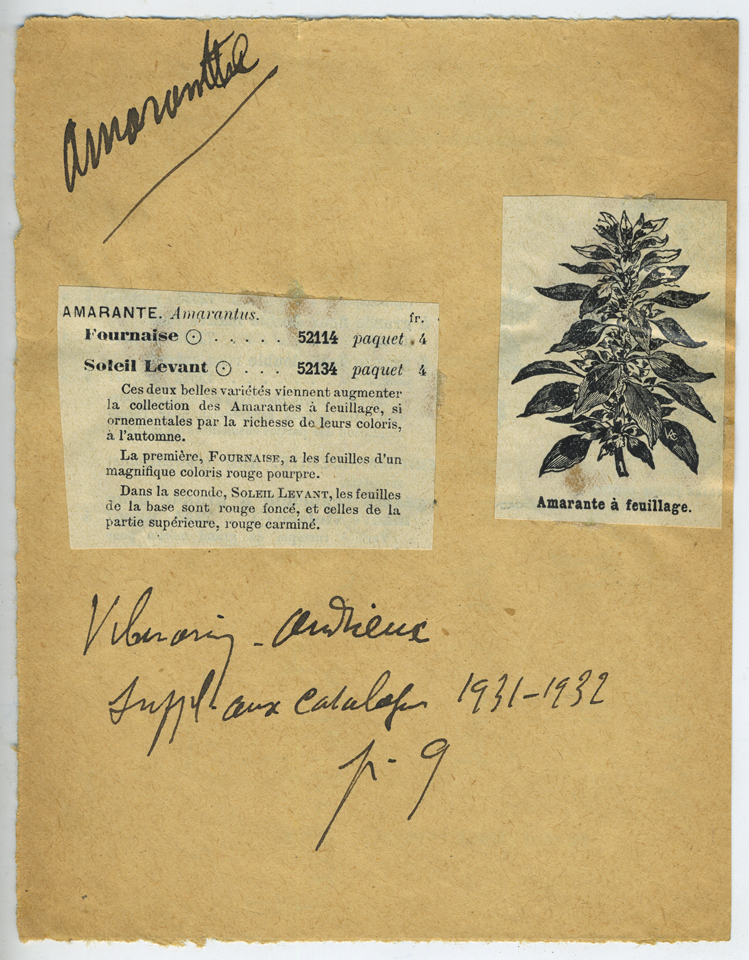 Amarante
AMARANTE. Amarantus. fr.
Fournaise ☉ . . . . . 52114 paquet . 4
Soleil Levant ☉ . . . 52134 paquet 4
Ces deux belles variétés viennent augmenter
la collection des Amarantes à feuillage, si
ornementales par la richesse de leurs coloris,
à l'automne.
La première, FOURNAISE, a les feuilles d'un
magnifique coloris rouge pourpre.
Dans la seconde, SOLEIL LEVANT, les feuilles
de la base sont rouge foncé, et celles de la
partie supérieure, rouge carminé.
Amarante à feuillage.
Vilmorin - Andrieux
Suppl. aux catalogues 1931-1932
p. 9